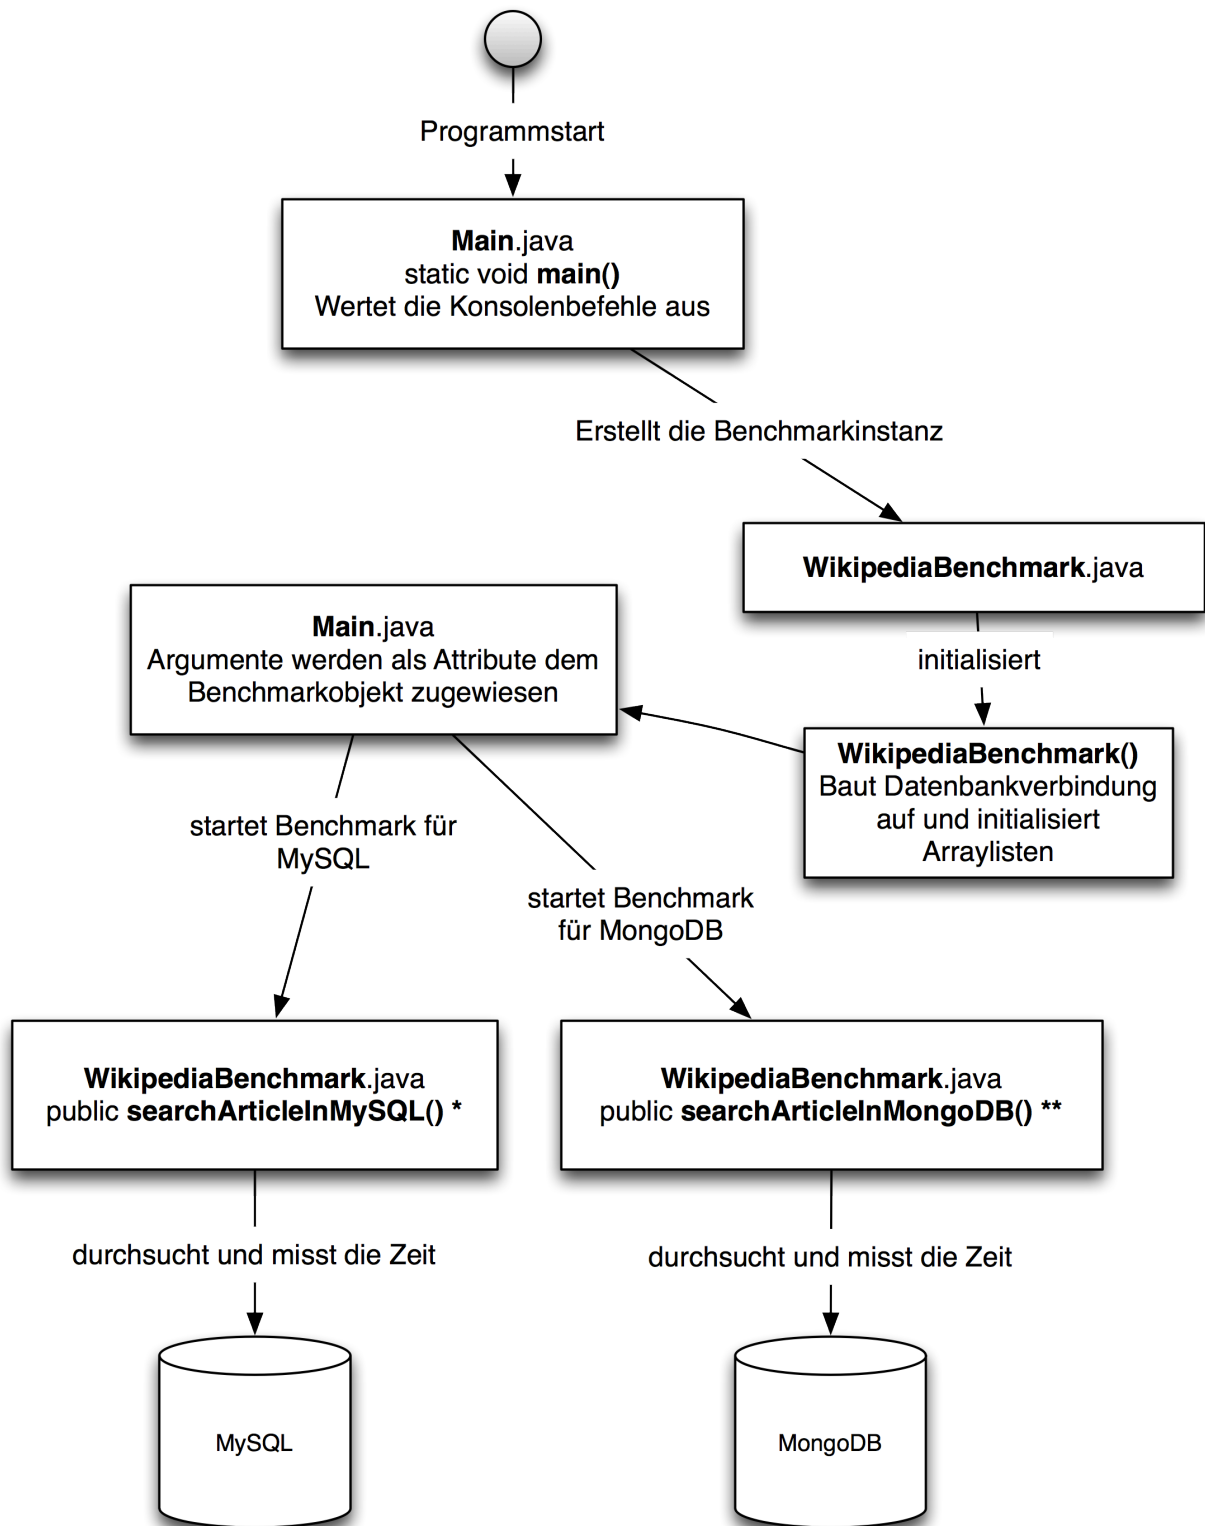 Programmstart
Main.java
static void main()
Wertet die Konsolenbefehle aus
Erstellt die Benchmarkinstanz
WikipediaBenchmark.java
Main.java
Argumente werden als Attribute dem
Benchmarkobjekt zugewiesen
initialisiert
WikipediaBenchmark()
Baut Datenbankverbindung
auf und initialisiert
Arraylisten
startet Benchmark für
MySQL
startet Benchmark
für MongoDB
WikipediaBenchmark.java
public searchArticleInMySQL() *
WikipediaBenchmark.java
public searchArticleInMongoDB() **
durchsucht und misst die Zeit
durchsucht und misst die Zeit
MySQL
MongoDB